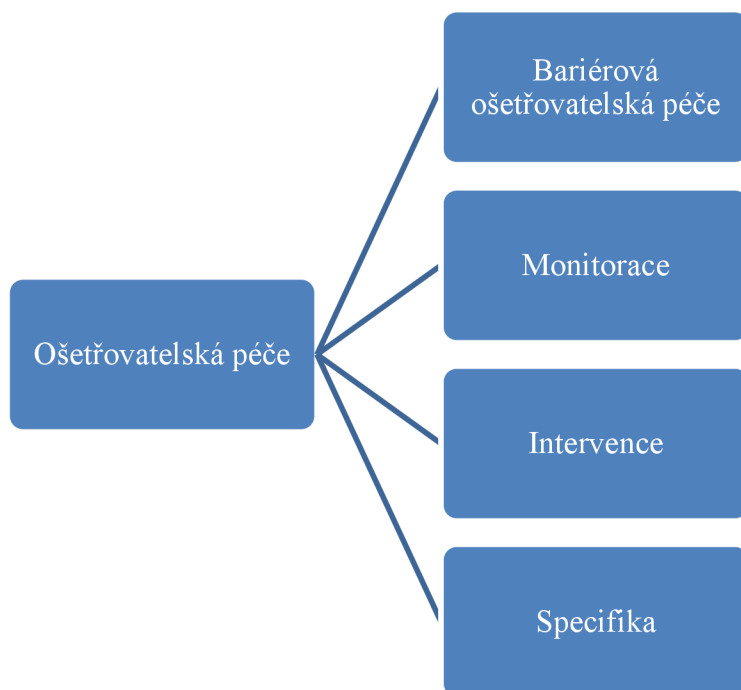 Bariérová
ošetřovatelská péče
Monitorace
Ošetřovatelská péče
Intervence
Specifika